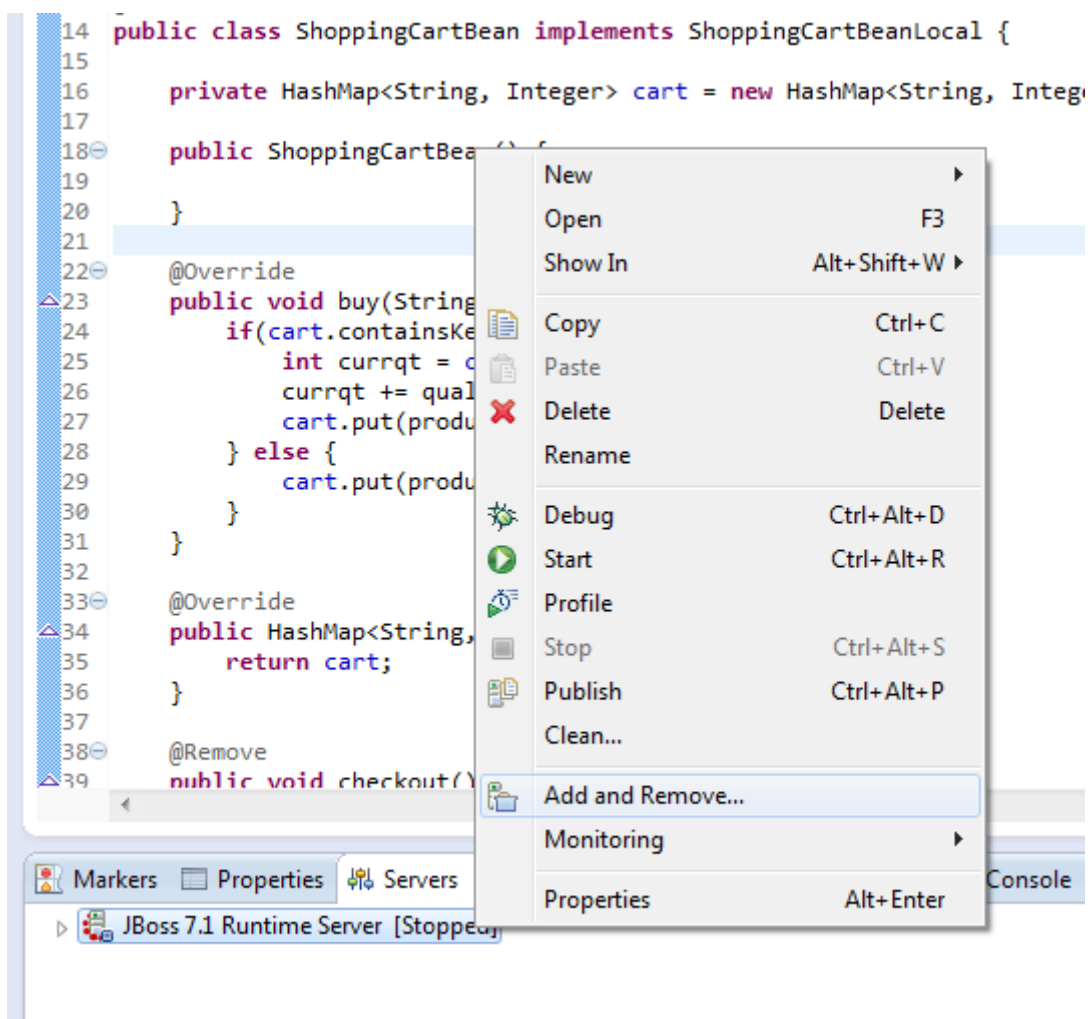 14 public class ShoppingCartBean implements ShoppingCartBeanLocal {
15
16 private HashMap<String, Integer> cart = new HashMap<String, Intege
17
18 public ShoppingCartBea
19
20 }
21
22 @Override
23 public void buy(String
24 if(cart.containsKe
25 int currqt = c
26 currqt += qual
27 cart.put(produ
28 } else {
29 cart.put(produ
30 }
31 }
32
33 @Override
34 public HashMap<String,
35 return cart;
36 }
37
38 @Remove
39 public void checkout()
New
Open F3
Show In Alt+Shift+W
Copy Ctrl+C
Paste Ctrl+V
Delete Delete
Rename
Debug Ctrl+Alt+D
Start Ctrl+Alt+R
Profile
Stop Ctrl+Alt+S
Publish Ctrl+Alt+P
Clean...
Add and Remove...
Monitoring
Properties Alt+Enter
Markers Properties Servers Console
JBoss 7.1 Runtime Server [Stopped]